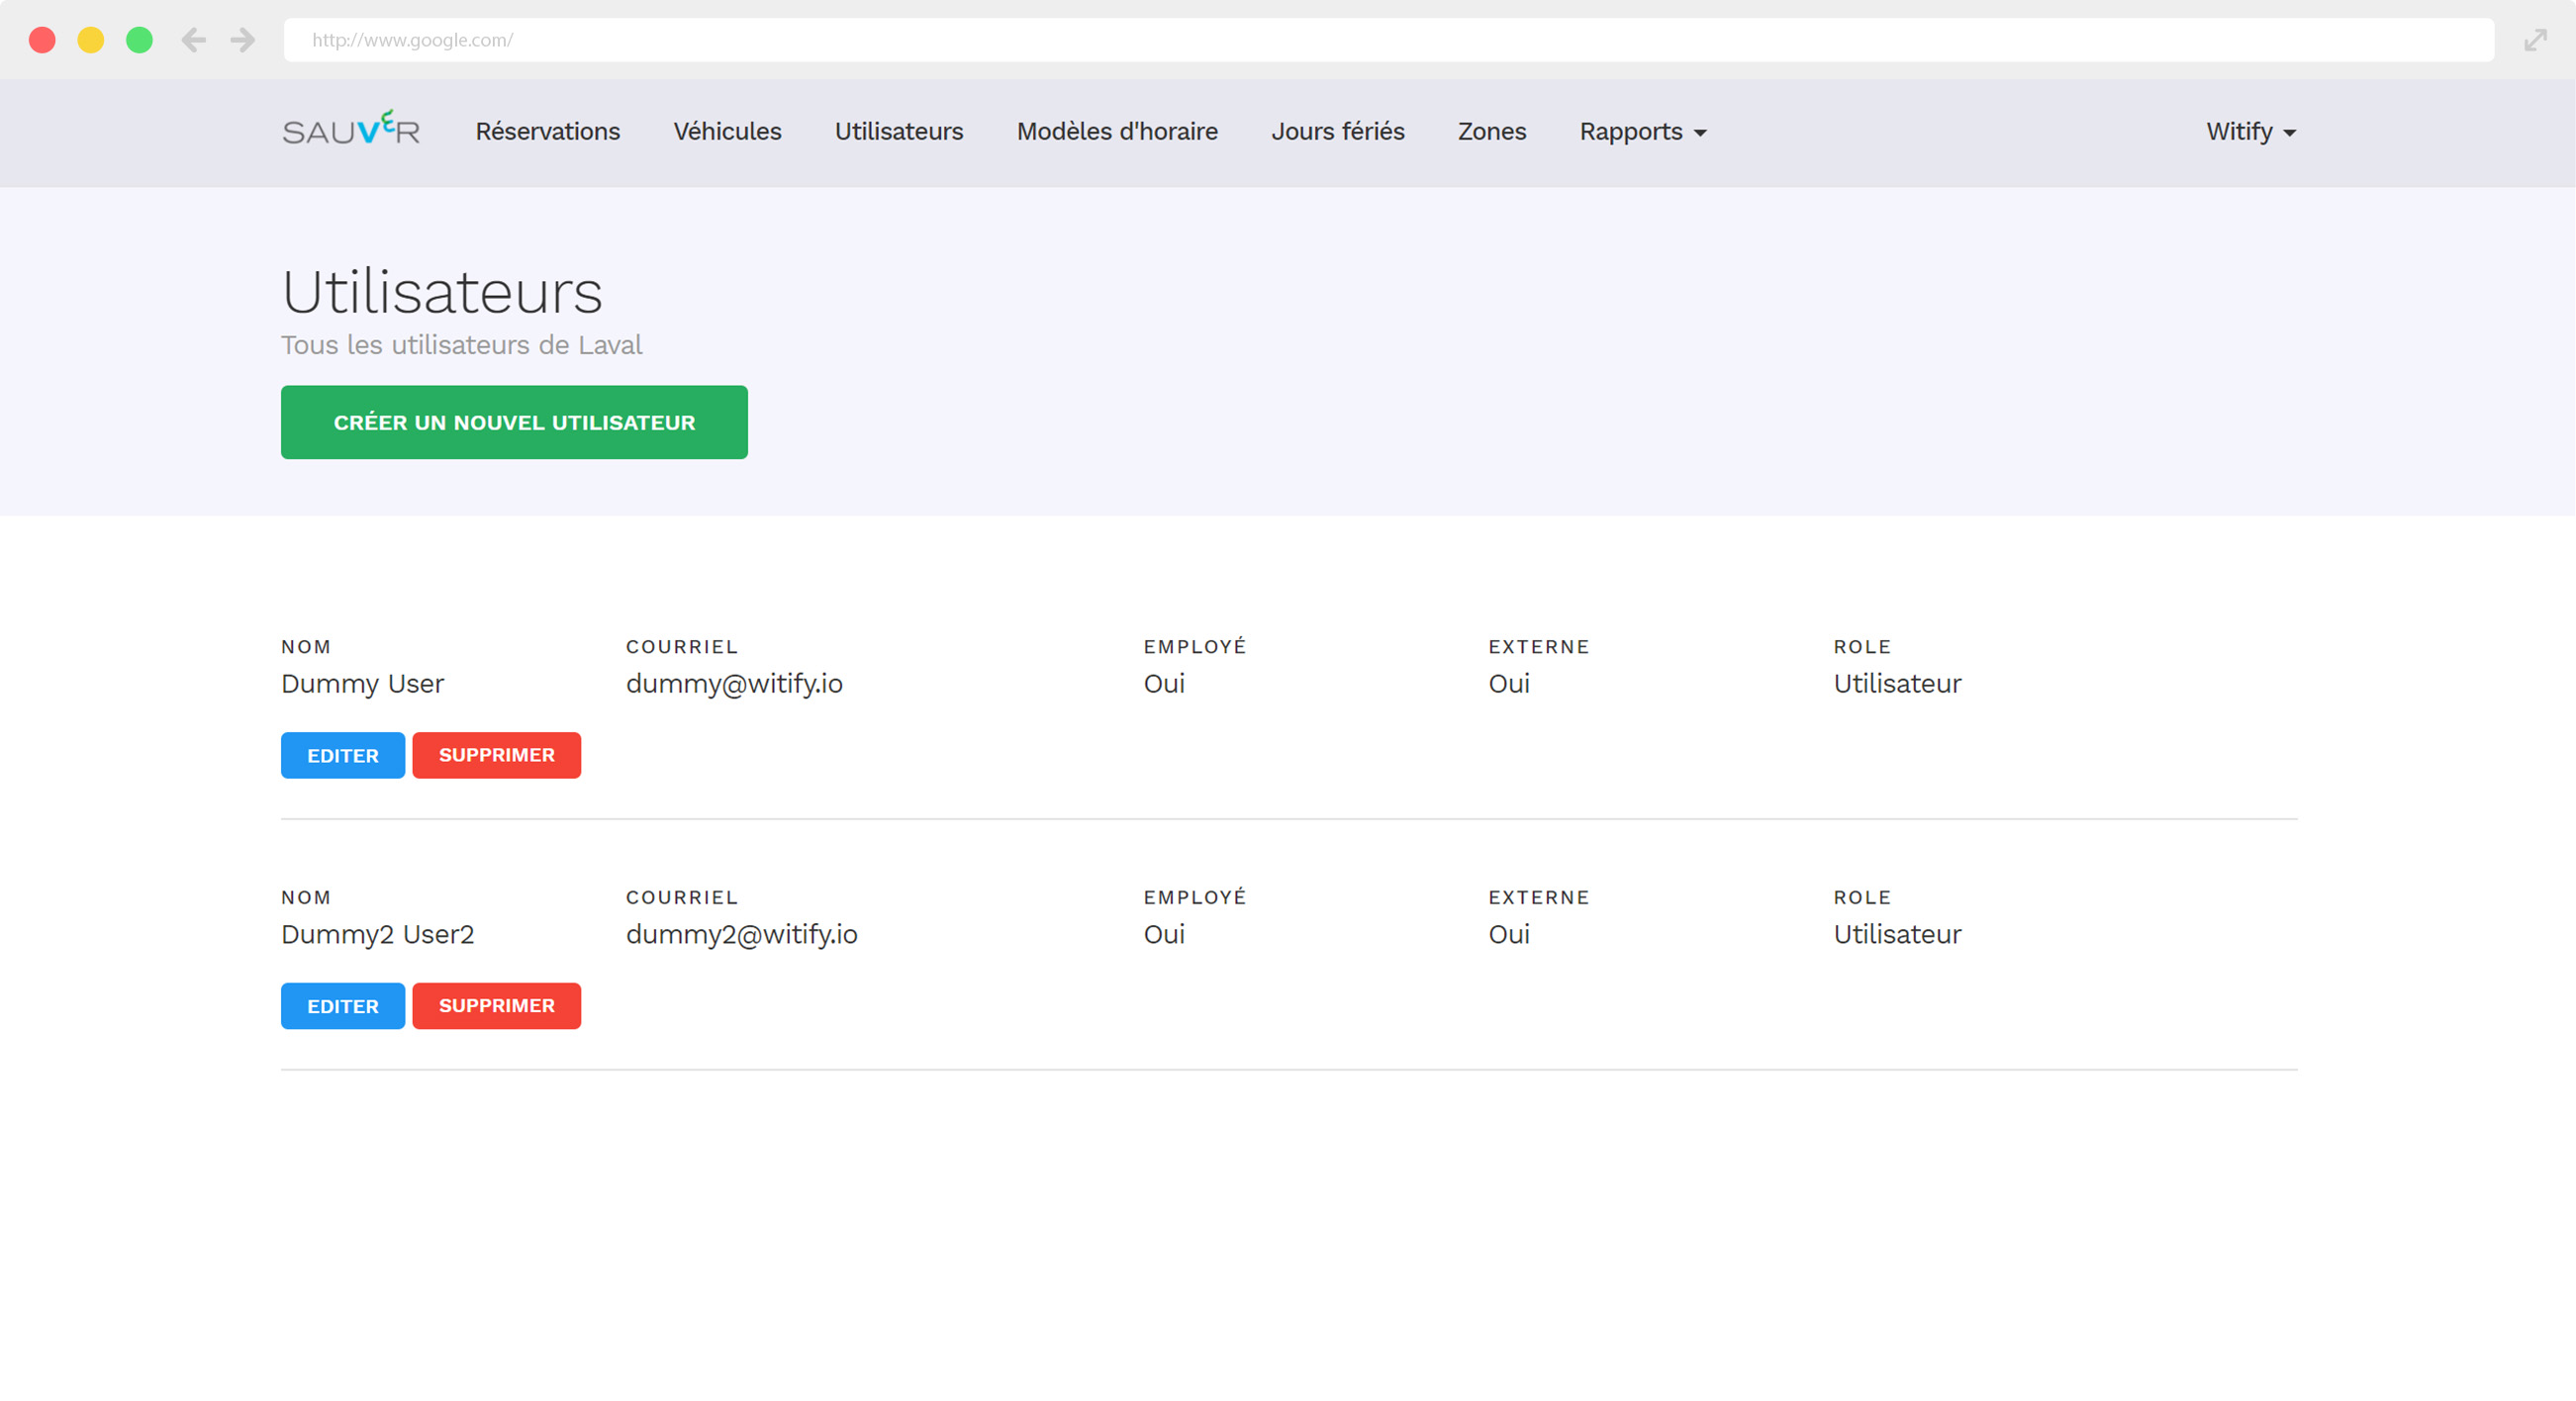 http://www.google.com/
SAUVER Réservations Véhicules Utilisateurs Modèles d'horaire Jours fériés Zones Rapports Witify
Utilisateurs
Tous les utilisateurs de Laval
CRÉER UN NOUVEL UTILISATEUR
NOM COURRIEL EMPLOYÉ EXTERNE ROLE
Dummy User dummy@witify.io Oui Oui Utilisateur
EDITER SUPPRIMER
NOM COURRIEL EMPLOYÉ EXTERNE ROLE
Dummy2 User2 dummy2@witify.io Oui Oui Utilisateur
EDITER SUPPRIMER